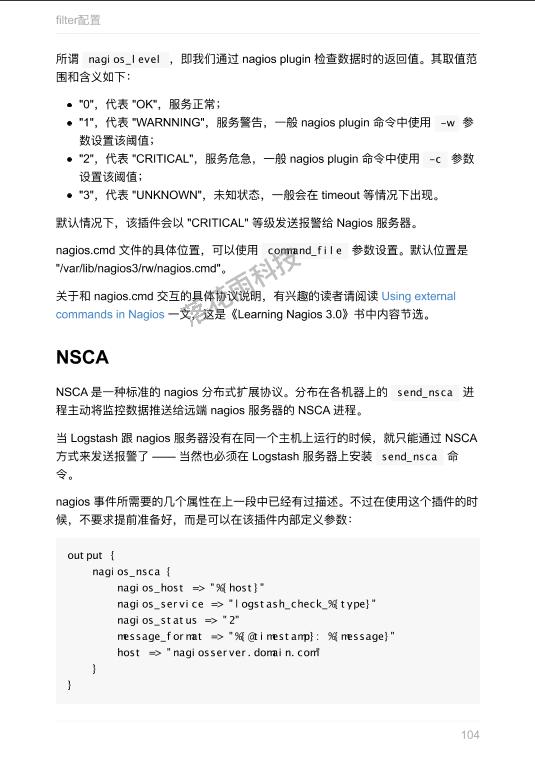 filter配置
所谓 nagios_level ，即我们通过 nagios plugin 检查数据时的返回值。其取值范
围和含义如下：
● "0"，代表 "OK"，服务正常；
● "1"，代表 "WARNNING"，服务警告，一般 nagios plugin 命令中使用 -w 参
数设置该阈值；
● "2"，代表 "CRITICAL"，服务危急，一般 nagios plugin 命令中使用 -c 参数
设置该阈值；
● "3"，代表 "UNKNOWN"，未知状态，一般会在 timeout 等情况下出现。
默认情况下，该插件会以 "CRITICAL" 等级发送报警给 Nagios 服务器。
nagios.cmd 文件的具体位置，可以使用 command_file 参数设置。默认位置是
"/var/lib/nagios3/rw/nagios.cmd"。
关于和 nagios.cmd 交互的具体协议说明，有兴趣的读者请阅读 Using external
commands in Nagios 一文，这是《Learning Nagios 3.0》书中内容节选。
落花雨科技
NSCA
NSCA 是一种标准的 nagios 分布式扩展协议。分布在各机器上的 send_nsca 进
程主动将监控数据推送给远端 nagios 服务器的 NSCA 进程。
当 Logstash 跟 nagios 服务器没有在同一个主机上运行的时候，就只能通过 NSCA
方式来发送报警了 —— 当然也必须在 Logstash 服务器上安装 send_nsca 命
令。
nagios 事件所需要的几个属性在上一段中已经有过描述。不过在使用这个插件的时
候，不要求提前准备好，而是可以在该插件内部定义参数：
output {
nagios_nsca {
nagios_host => "%{host}"
nagios_service => "logstash_check_%{type}"
nagios_status => "2"
message_format => "%{@timestamp}: %{message}"
host => "nagiosserver.domain.com"
}
}
104